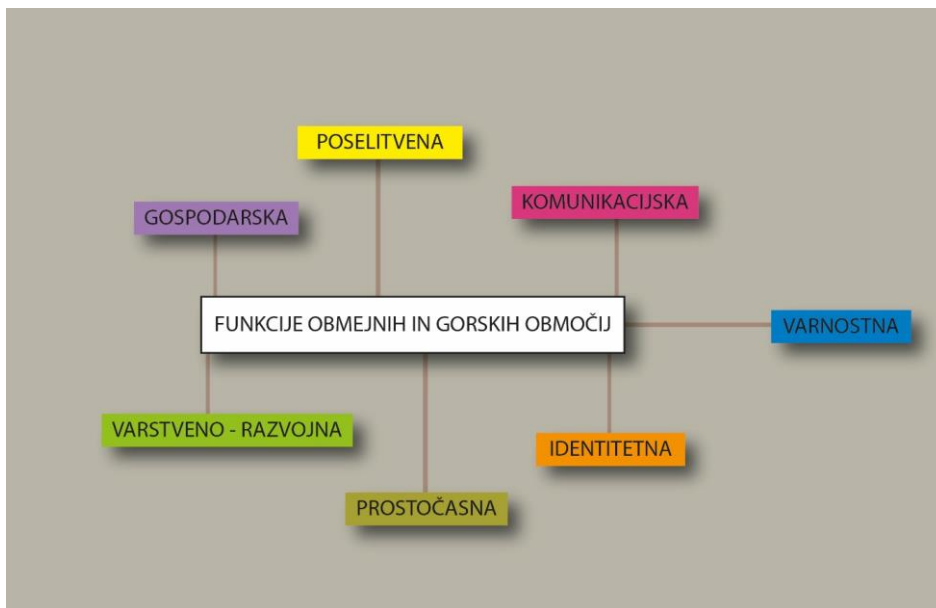 POSELITVENA
KOMUNIKACIJSKA
GOSPODARSKA
FUNKCIJE OBMEJNIH IN GORSKIH OBMOČIJ
VARNOSTNA
VARSTVENO - RAZVOJNA
IDENTITETNA
PROSTOČASNA